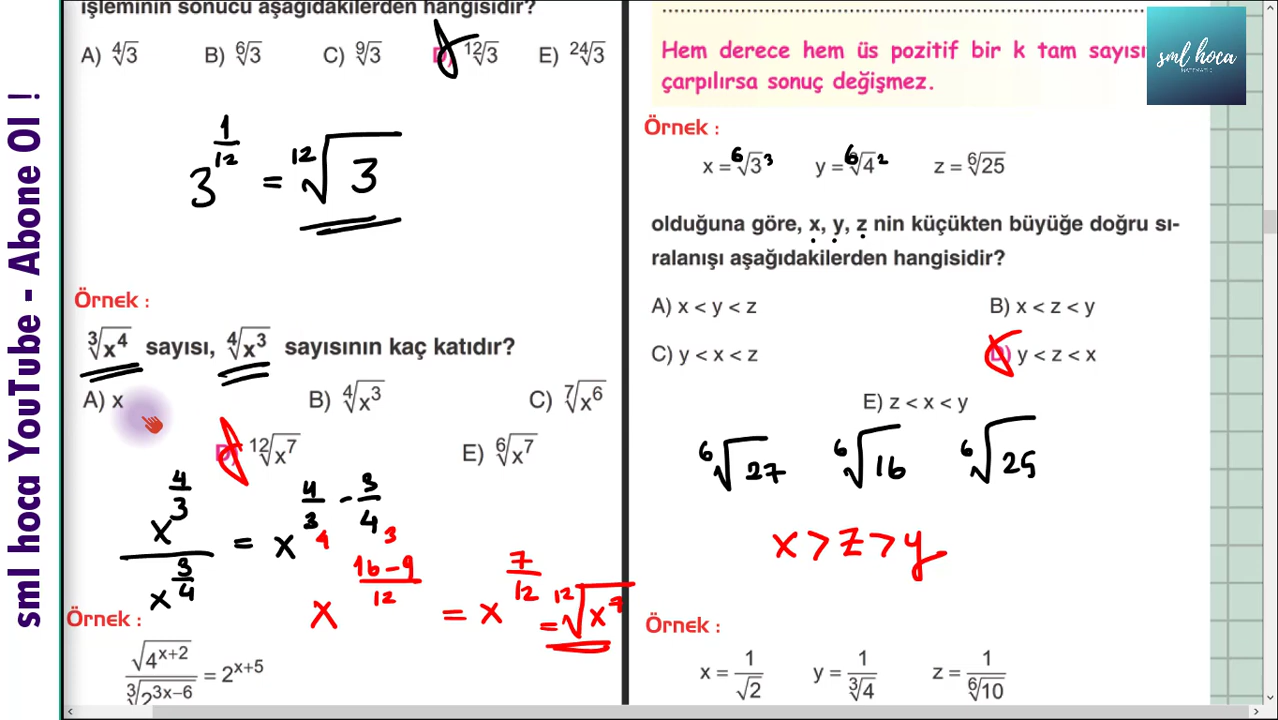 sml hoca YouTube - Abone Ol !
işleminin sonucu aşağıdakilerden hangisidir?
A) ⁴√3 B) ⁶√3 C) ⁹√3 D) ¹²√3 E) ²⁴√3
3^(1/12) = ¹²√3
Örnek :
³√x⁴ sayısı, ⁴√x³ sayısının kaç katıdır?
A) x B) ⁴√x³ C) ⁷√x⁶
D) ¹²√x⁷ E) ⁶√x⁷
x^(4/3) / x^(3/4) = x^(4/3 - 3/4)
4 3
x^((16-9)/12) = x^(7/12) = ¹²√x⁷
Örnek :
√4^(x+2) / ³√2^(3x–6) = 2^(x+5)
sml hoca
MATEMATİK
Hem derece hem üs pozitif bir k tam sayısı
çarpılırsa sonuç değişmez.
Örnek :
x = ⁶√3³ y = ⁶√4² z = ⁶√25
olduğuna göre, x, y, z nin küçükten büyüğe doğru sı-
ralanışı aşağıdakilerden hangisidir?
A) x < y < z B) x < z < y
C) y < x < z D) y < z < x
E) z < x < y
⁶√27 ⁶√16 ⁶√25
x > z > y
Örnek :
x = 1/√2 y = 1/³√4 z = 1/⁶√10